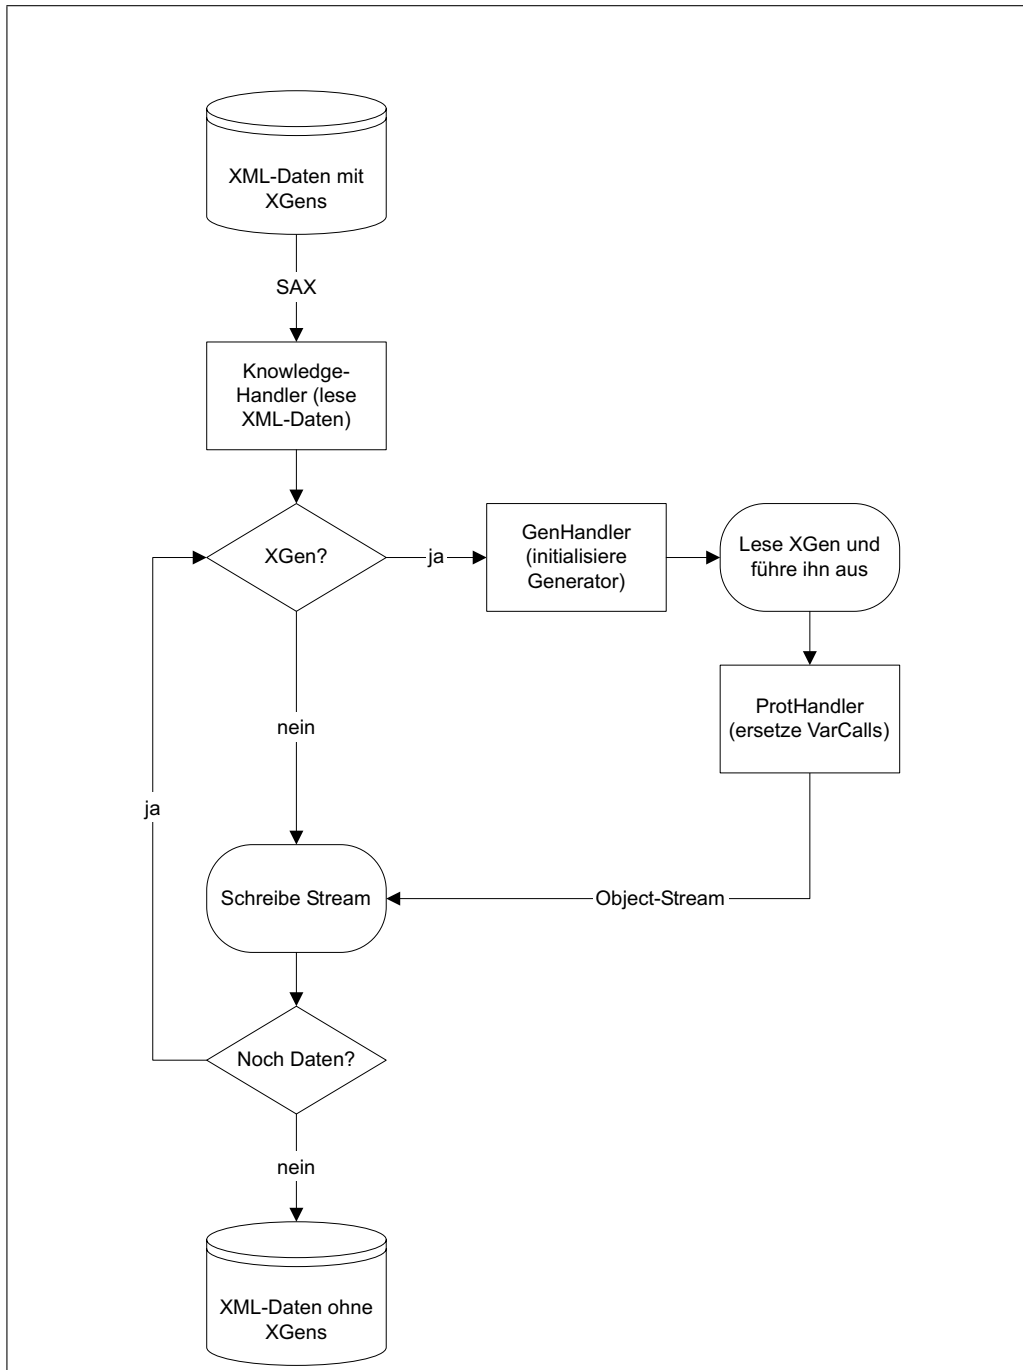 XML-Daten mit
XGens
SAX
Knowledge-
Handler (lese
XML-Daten)
XGen?
ja
GenHandler
(initialisiere
Generator)
Lese XGen und
führe ihn aus
ProtHandler
(ersetze VarCalls)
nein
ja
Schreibe Stream
Object-Stream
Noch Daten?
nein
XML-Daten ohne
XGens